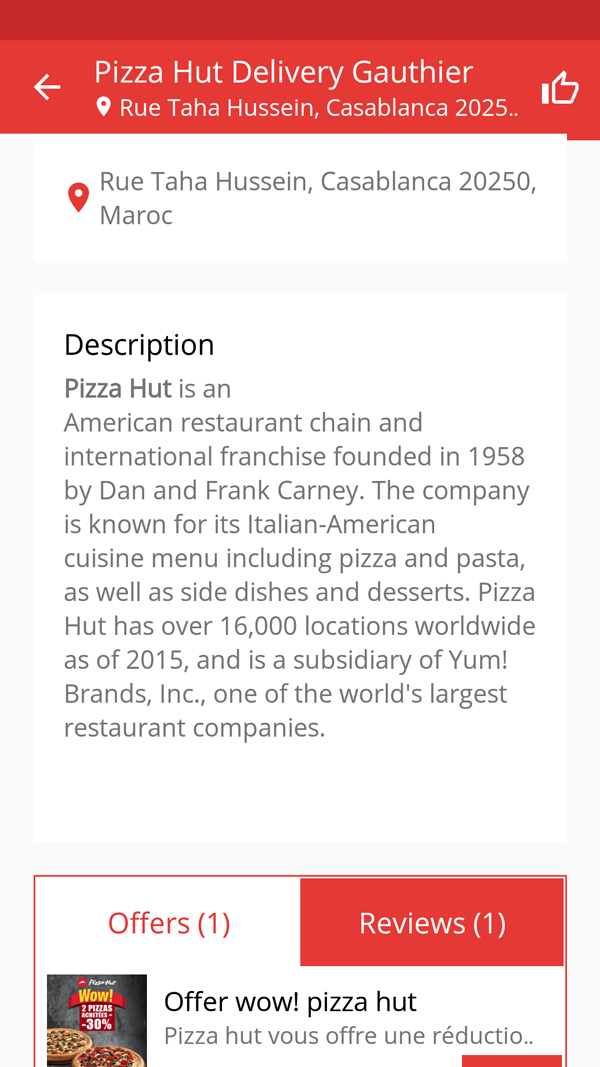 Pizza Hut Delivery Gauthier
Rue Taha Hussein, Casablanca 2025..
Rue Taha Hussein, Casablanca 20250,
Maroc
Description
Pizza Hut is an
American restaurant chain and
international franchise founded in 1958
by Dan and Frank Carney. The company
is known for its Italian-American
cuisine menu including pizza and pasta,
as well as side dishes and desserts. Pizza
Hut has over 16,000 locations worldwide
as of 2015, and is a subsidiary of Yum!
Brands, Inc., one of the world's largest
restaurant companies.
Offers (1)
Reviews (1)
Pizza Hut
Wow!
2 PIZZAS
ACHETÉES =
-30%
Offer wow! pizza hut
Pizza hut vous offre une réductio..